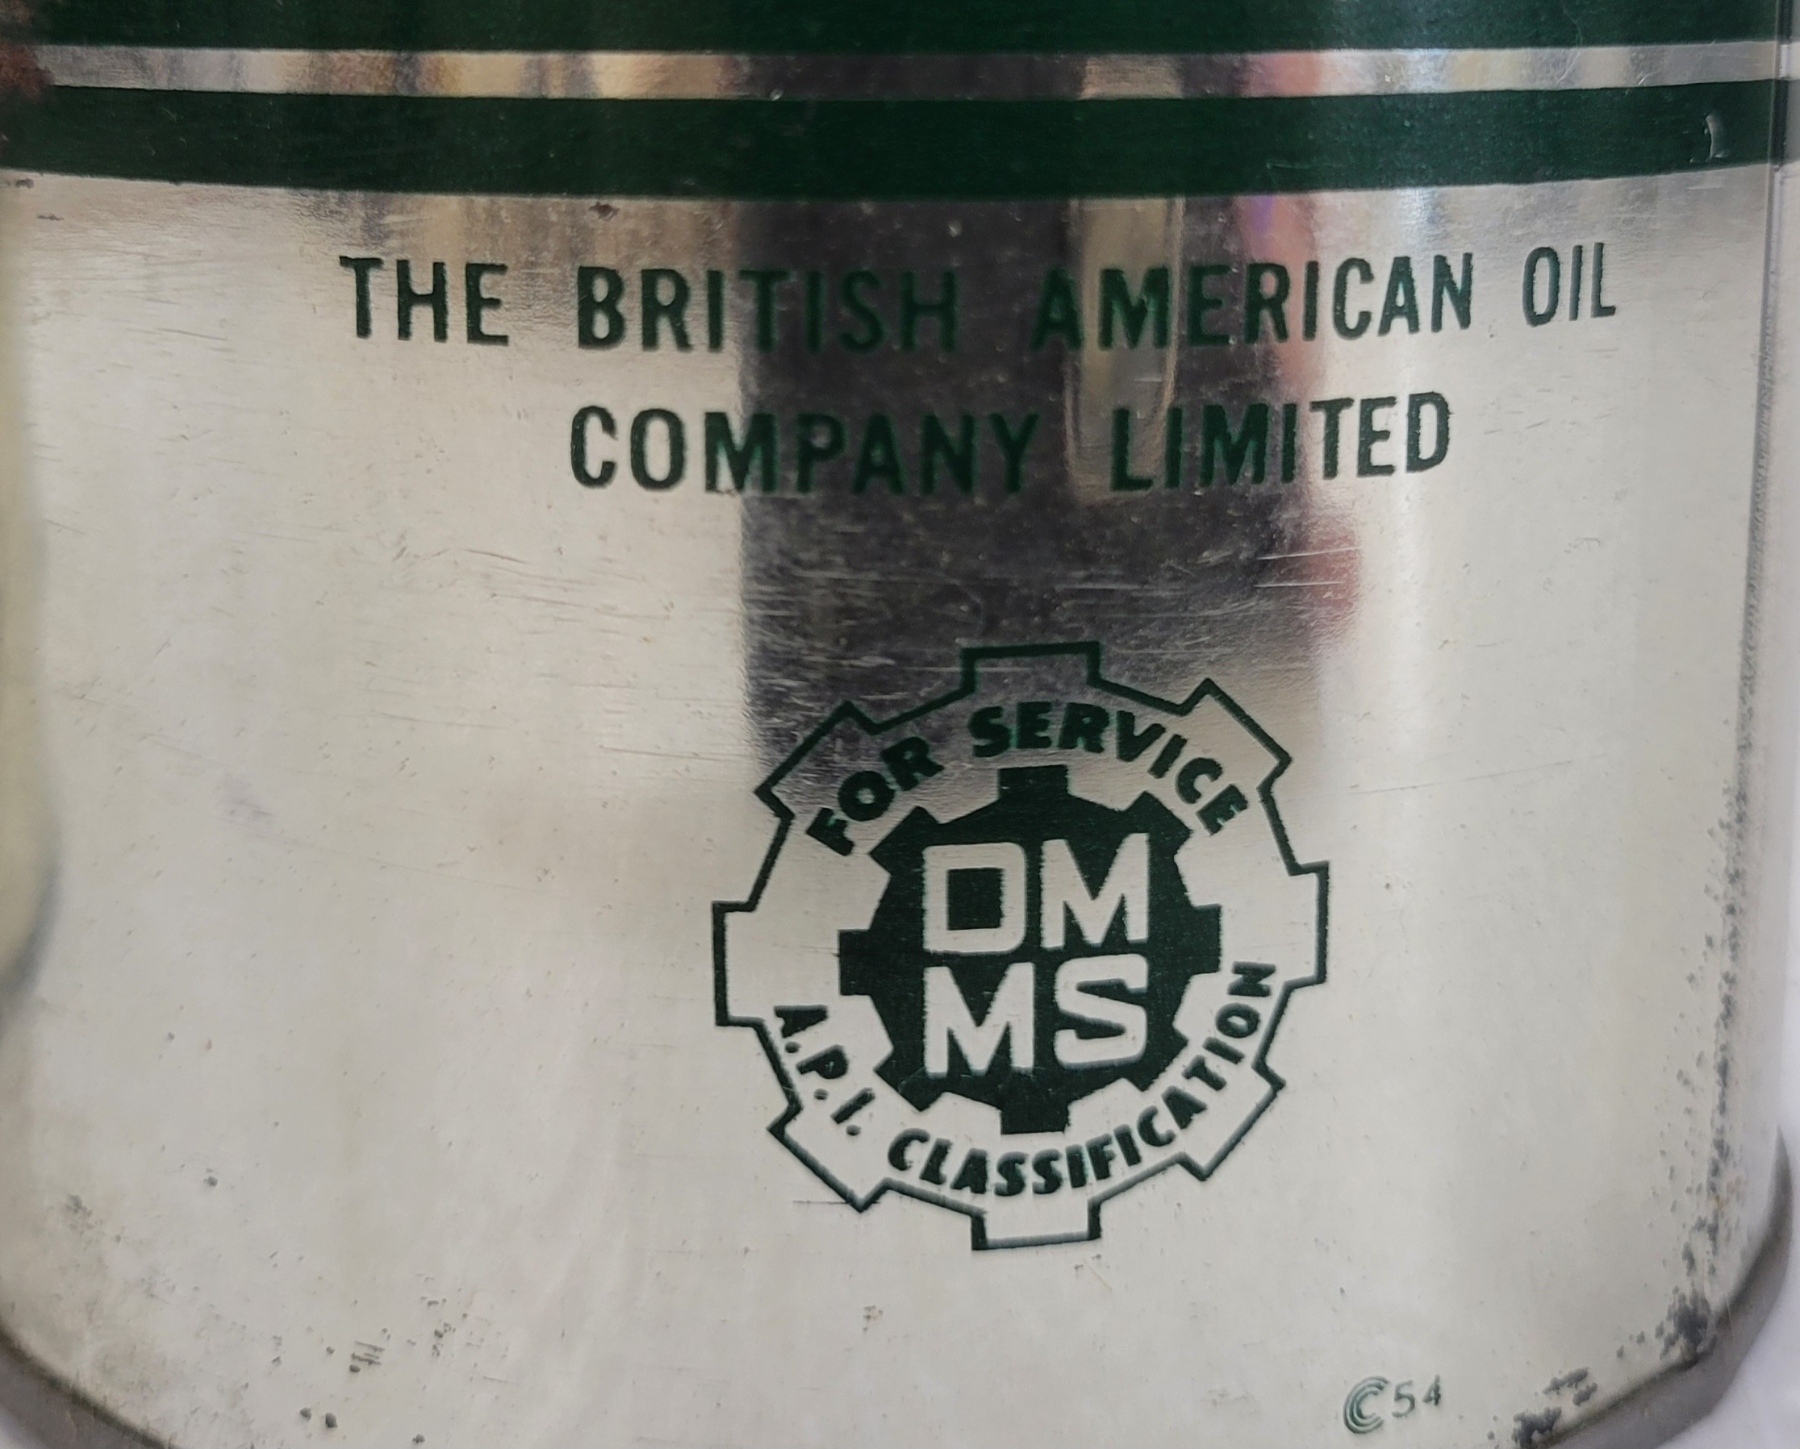 THE BRITISH AMERICAN OIL
COMPANY LIMITED
FOR SERVICE
DM
MS
A.P.I. CLASSIFICATION
C54